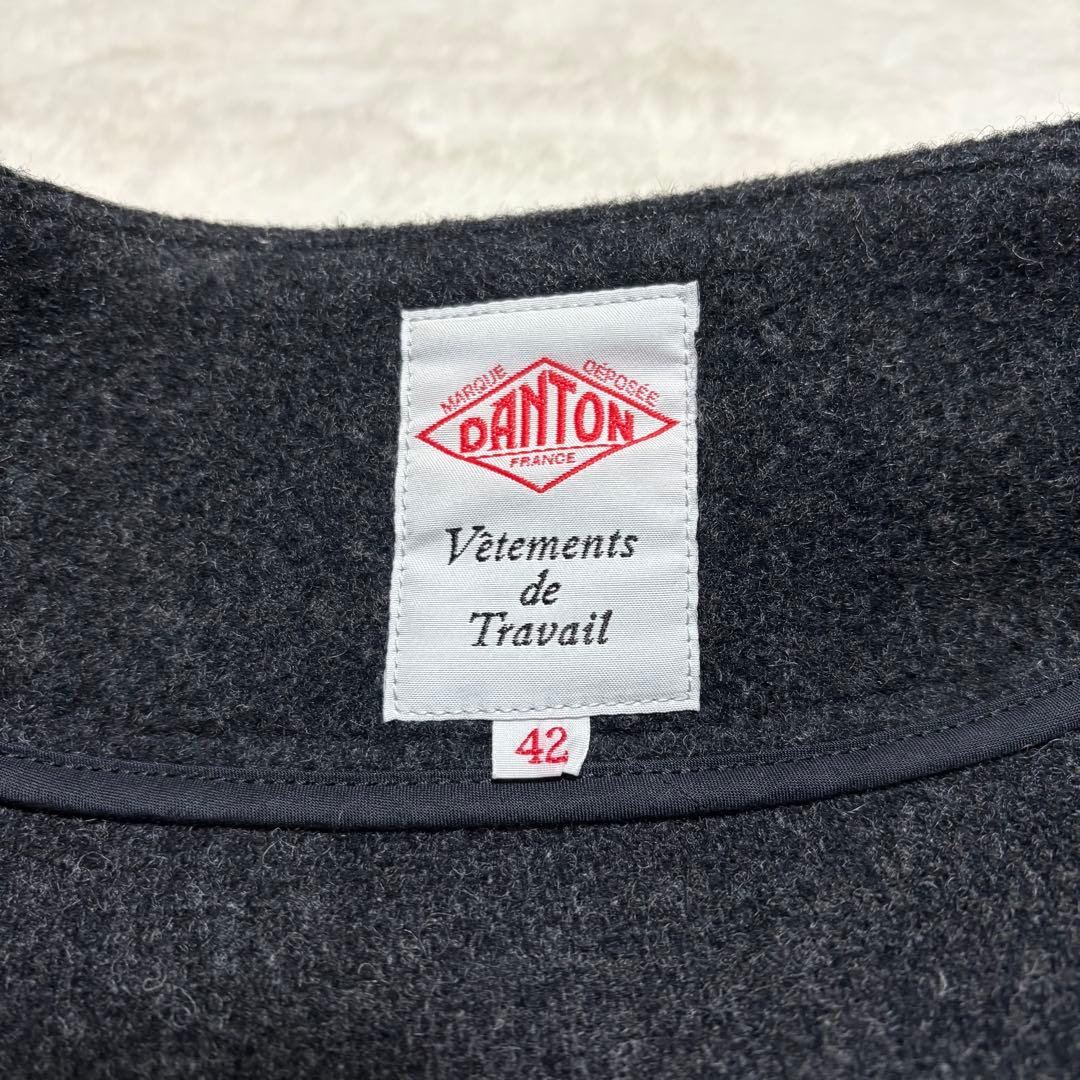 MARQUE DÉPOSÉE
DANTON
FRANCE
Vêtements
de
Travail
42